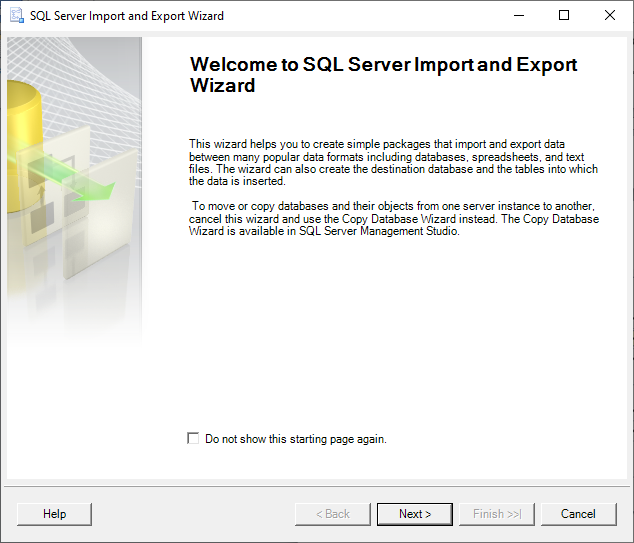 SQL Server Import and Export Wizard
Welcome to SQL Server Import and Export
Wizard
This wizard helps you to create simple packages that import and export data
between many popular data formats including databases, spreadsheets, and text
files. The wizard can also create the destination database and the tables into which
the data is inserted.
To move or copy databases and their objects from one server instance to another,
cancel this wizard and use the Copy Database Wizard instead. The Copy Database
Wizard is available in SQL Server Management Studio.
Do not show this starting page again.
Help
< Back
Next >
Finish >>|
Cancel